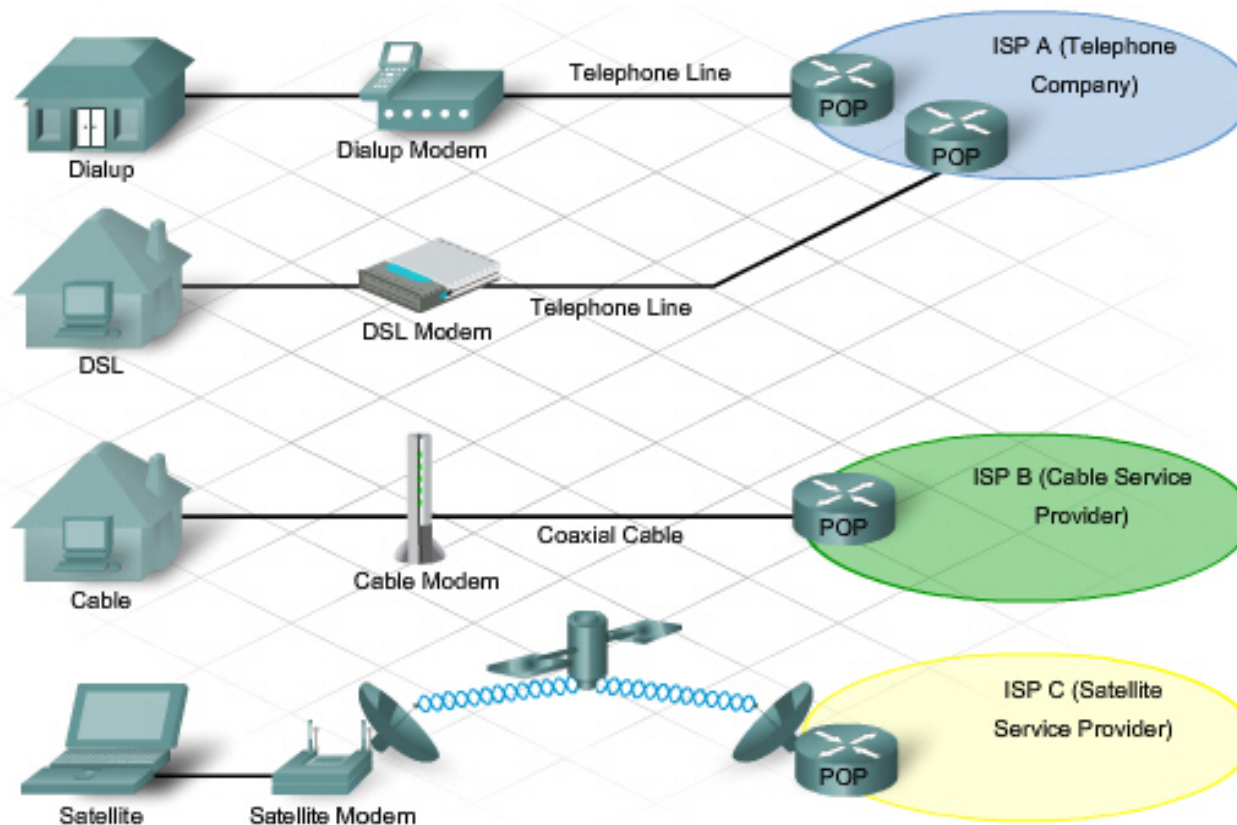 ISP A (Telephone
Company)
Telephone Line
POP
POP
Dialup
Dialup Modem
Telephone Line
DSL Modem
DSL
ISP B (Cable Service
Provider)
POP
Coaxial Cable
Cable Modem
Cable
ISP C (Satellite
Service Provider)
POP
Satellite
Satellite Modem